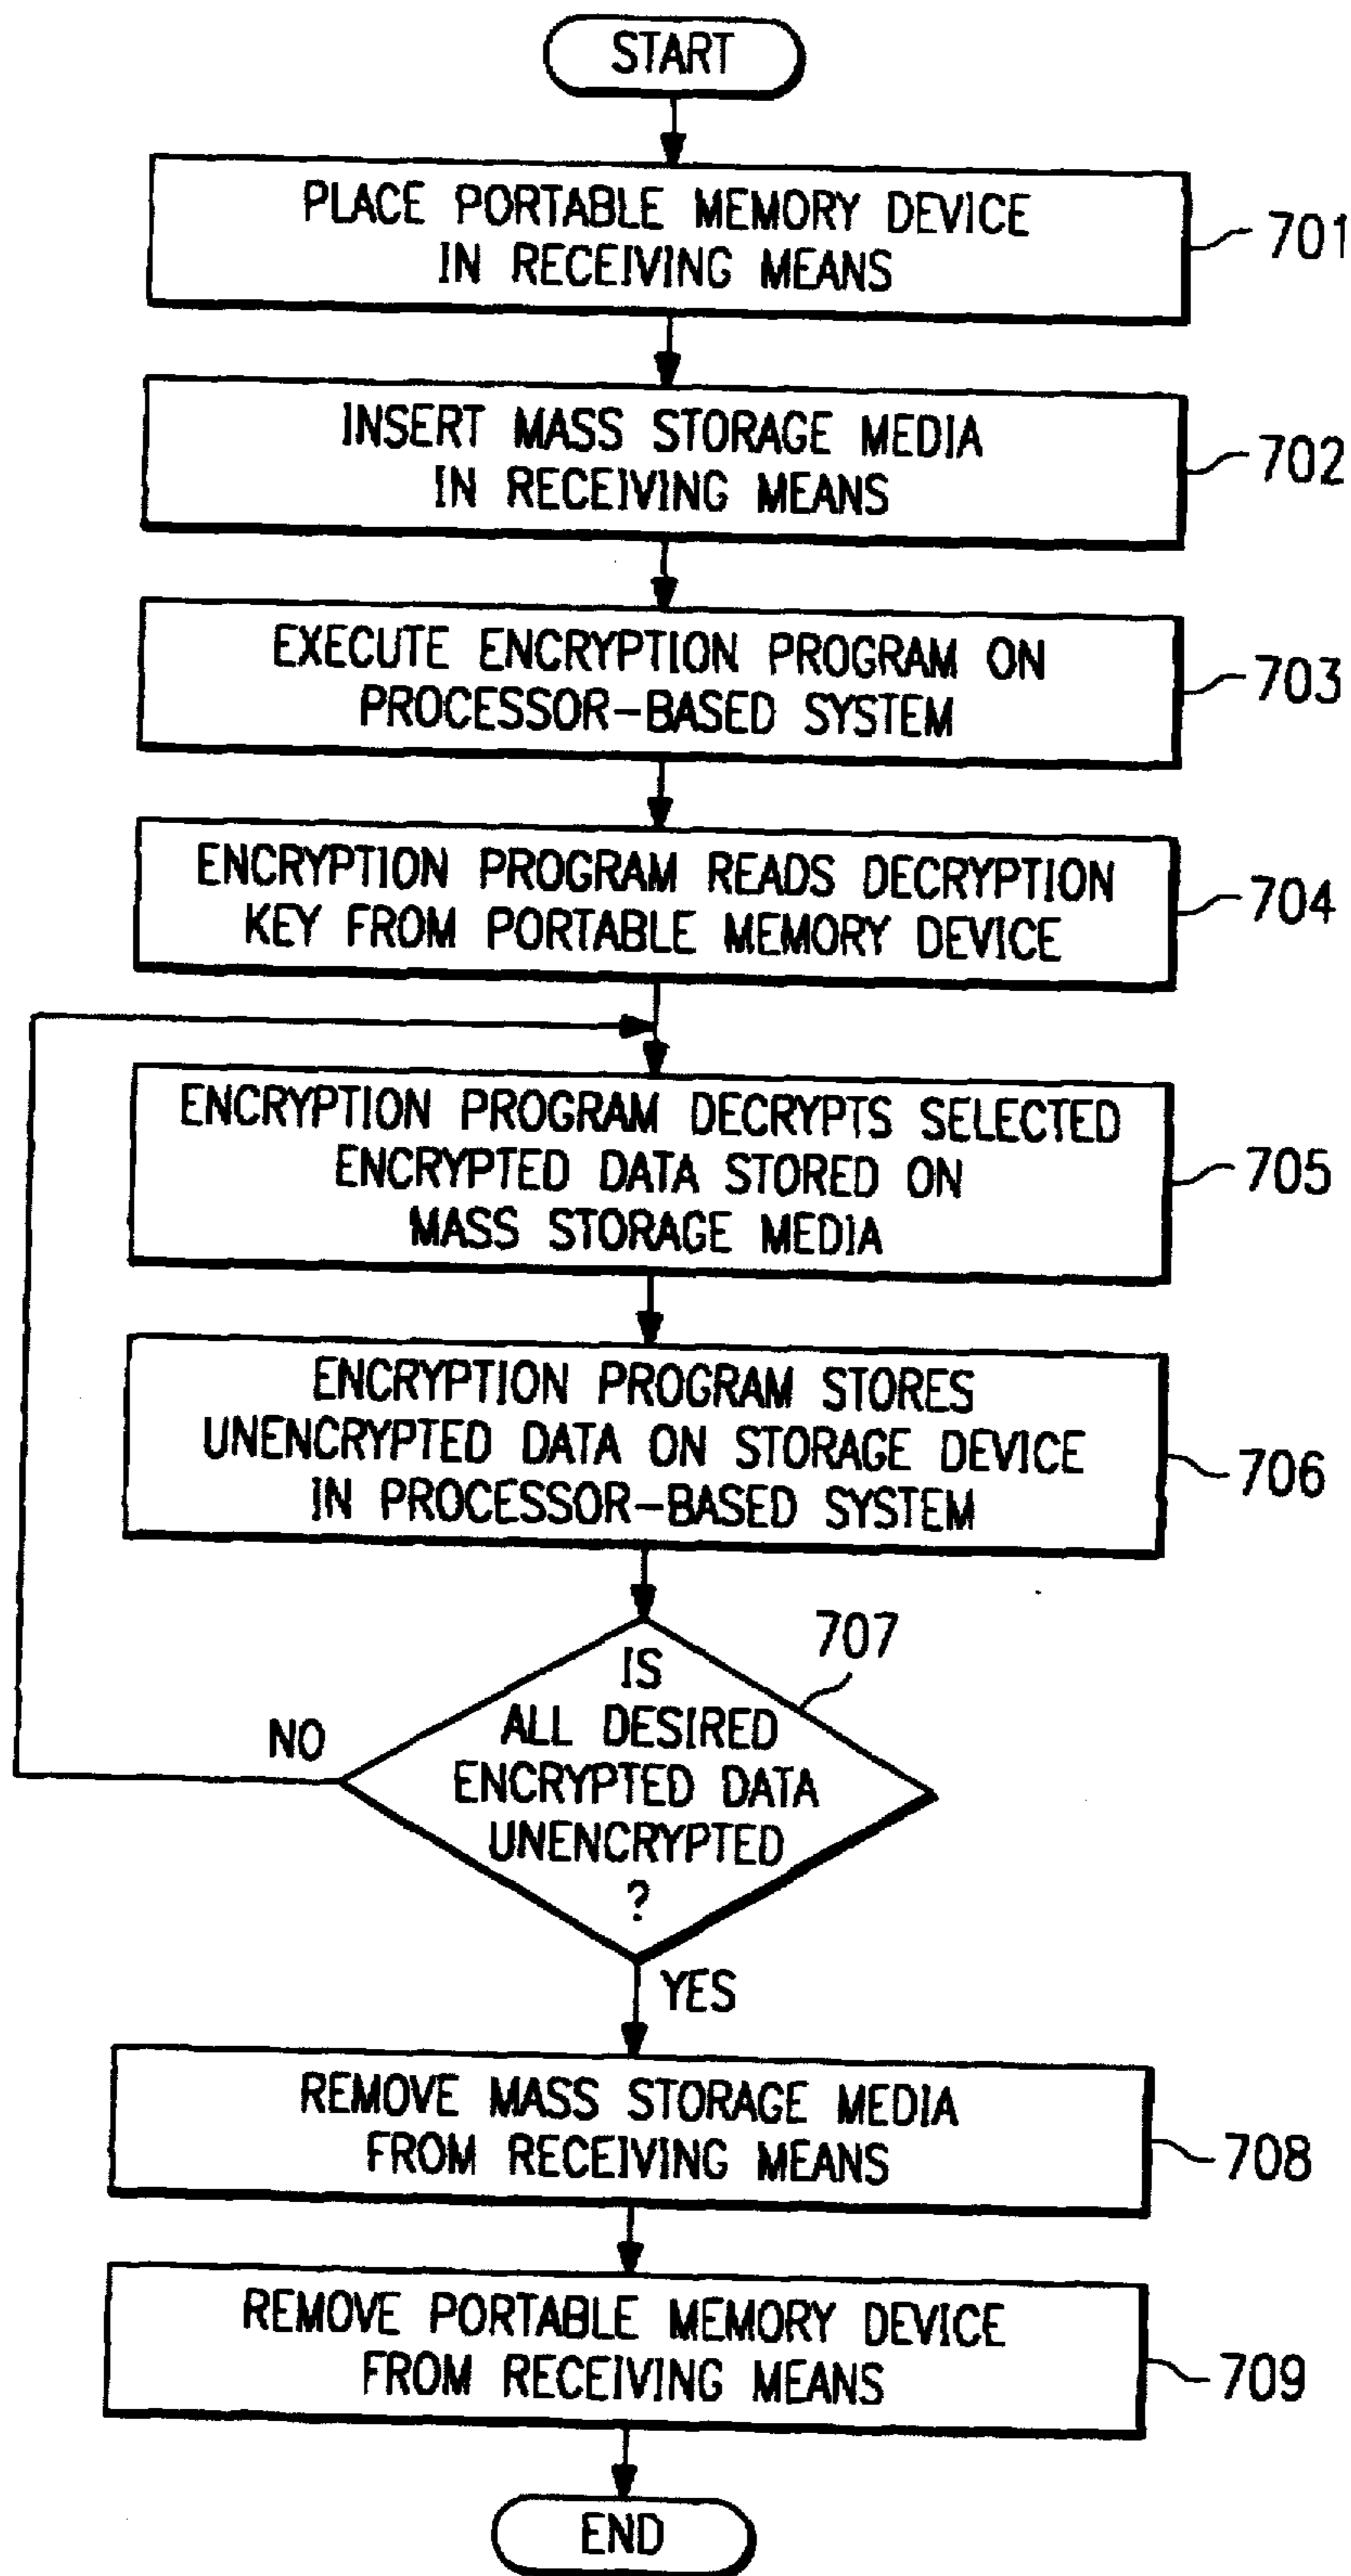 START
PLACE PORTABLE MEMORY DEVICE
IN RECEIVING MEANS
701
INSERT MASS STORAGE MEDIA
IN RECEIVING MEANS
702
EXECUTE ENCRYPTION PROGRAM ON
PROCESSOR-BASED SYSTEM
703
ENCRYPTION PROGRAM READS DECRYPTION
KEY FROM PORTABLE MEMORY DEVICE
704
ENCRYPTION PROGRAM DECRYPTS SELECTED
ENCRYPTED DATA STORED ON
MASS STORAGE MEDIA
705
ENCRYPTION PROGRAM STORES
UNENCRYPTED DATA ON STORAGE DEVICE
IN PROCESSOR-BASED SYSTEM
706
707
IS
ALL DESIRED
ENCRYPTED DATA
UNENCRYPTED
?
NO
YES
REMOVE MASS STORAGE MEDIA
FROM RECEIVING MEANS
708
REMOVE PORTABLE MEMORY DEVICE
FROM RECEIVING MEANS
709
END